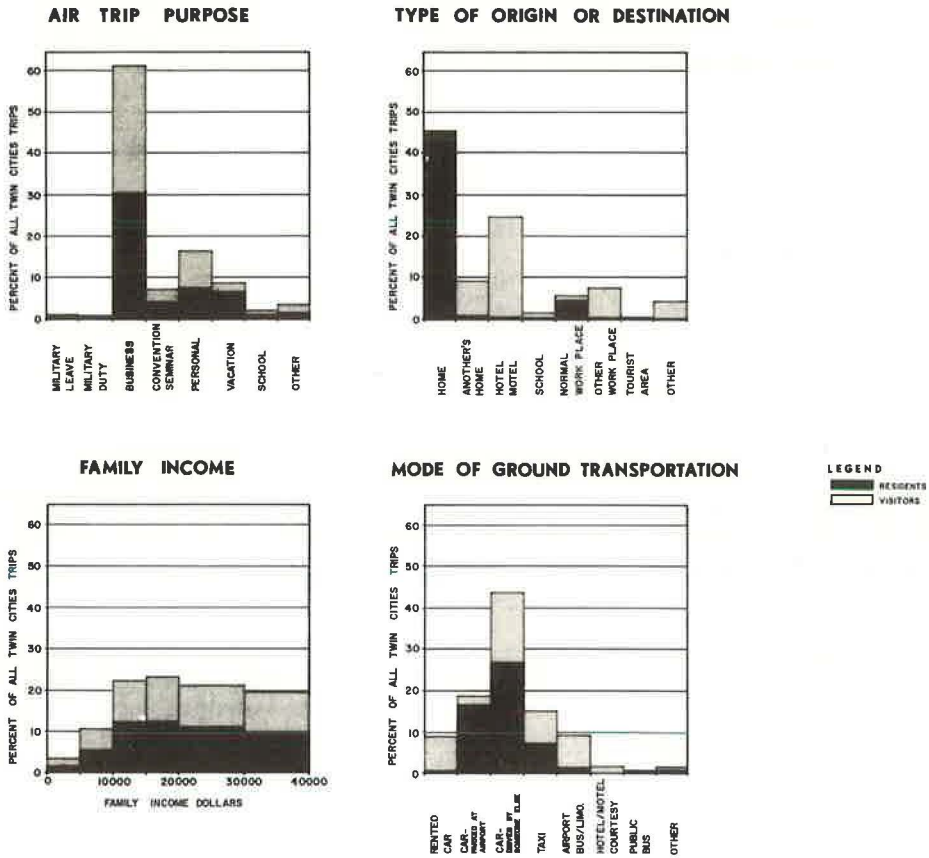 AIR TRIP PURPOSE
PERCENT OF ALL TWIN CITIES TRIPS
60
50
40
30
20
10
0
MILITARY LEAVE
MILITARY DUTY
BUSINESS
CONVENTION SEMINAR
PERSONAL
VACATION
SCHOOL
OTHER
TYPE OF ORIGIN OR DESTINATION
PERCENT OF ALL TWIN CITIES TRIPS
60
50
40
30
20
10
0
HOME
ANOTHER'S HOME
HOTEL MOTEL
SCHOOL
NORMAL WORK PLACE
OTHER WORK PLACE
TOURIST AREA
OTHER
FAMILY INCOME
PERCENT OF ALL TWIN CITIES TRIPS
60
50
40
30
20
10
0
0 10000 20000 30000 40000
FAMILY INCOME DOLLARS
MODE OF GROUND TRANSPORTATION
PERCENT OF ALL TWIN CITIES TRIPS
60
50
40
30
20
10
0
RENTED CAR
CAR- PARKED AT AIRPORT
CAR- DRIVEN BY SOMEONE ELSE
TAXI
AIRPORT BUS/LIMO.
HOTEL/MOTEL COURTESY
PUBLIC BUS
OTHER
LEGEND
RESIDENTS
VISITORS